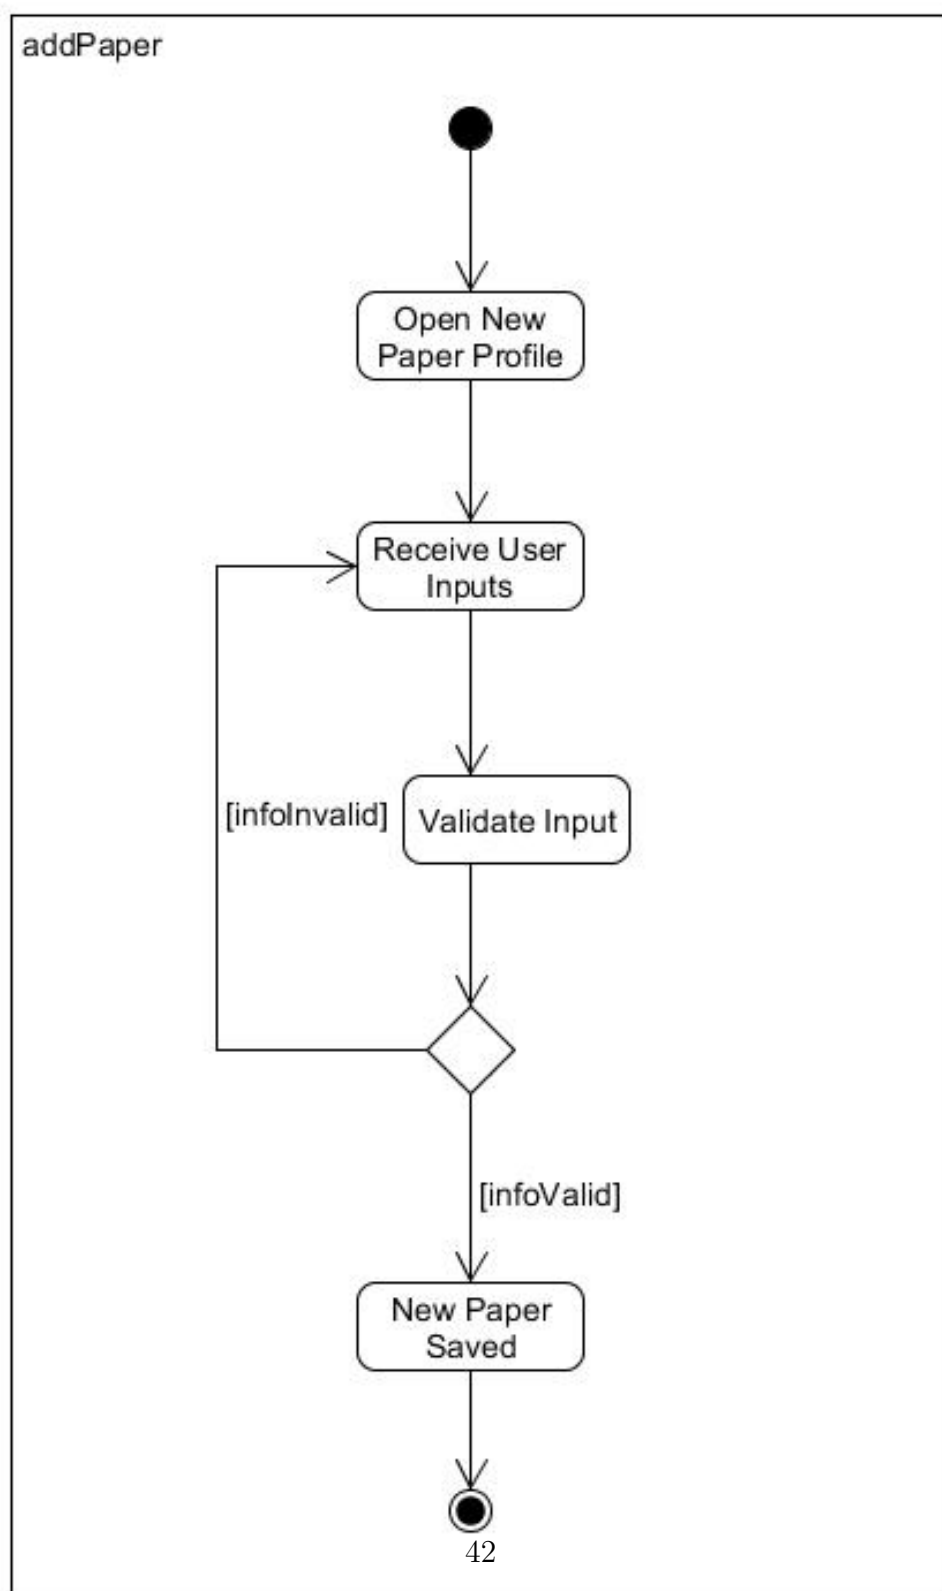 addPaper
Open New
Paper Profile
Receive User
Inputs
[infoInvalid]
Validate Input
[infoValid]
New Paper
Saved
42